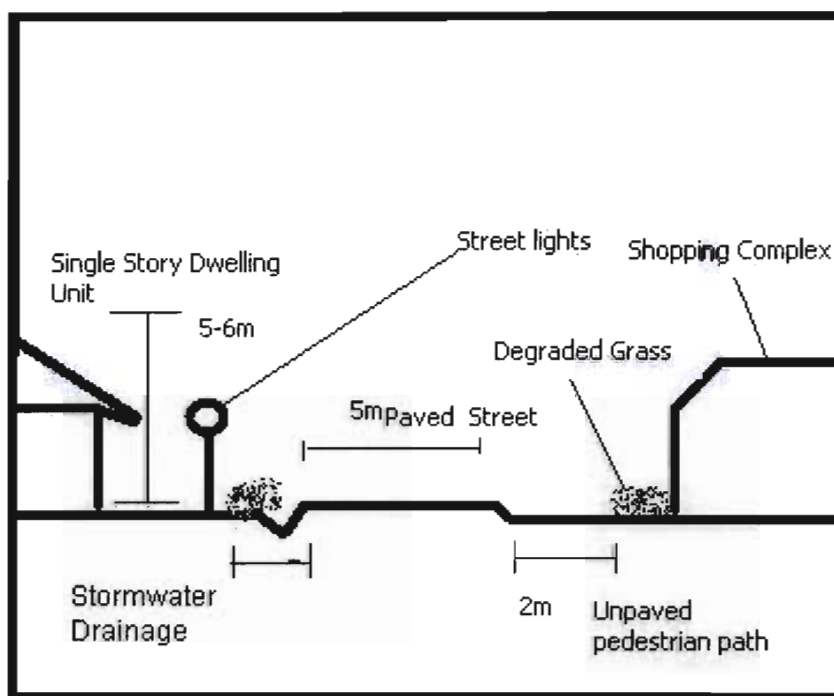 Street lights
Shopping Complex
Single Story Dwelling
Unit
5-6m
Degraded Grass
5m Paved Street
Stormwater
Drainage
2m
Unpaved
pedestrian path